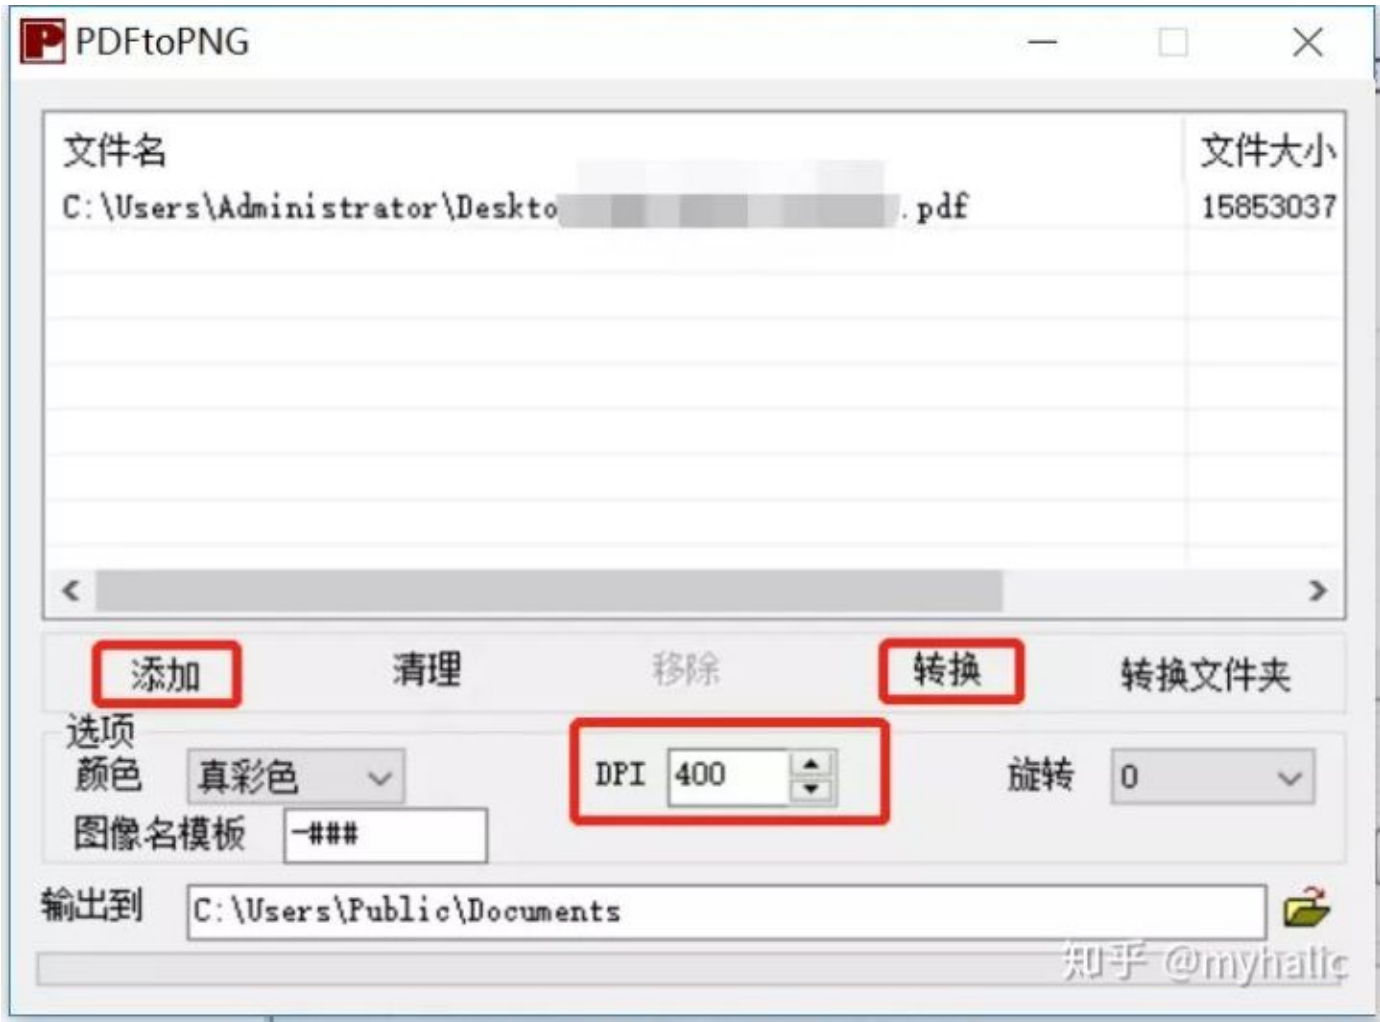 PDFtoPNG
文件名 文件大小
C:\Users\Administrator\Deskto .pdf 15853037
添加 清理 移除 转换 转换文件夹
选项
颜色 真彩色 DPI 400 旋转 0
图像名模板 -###
输出到 C:\Users\Public\Documents
知乎 @myhalic